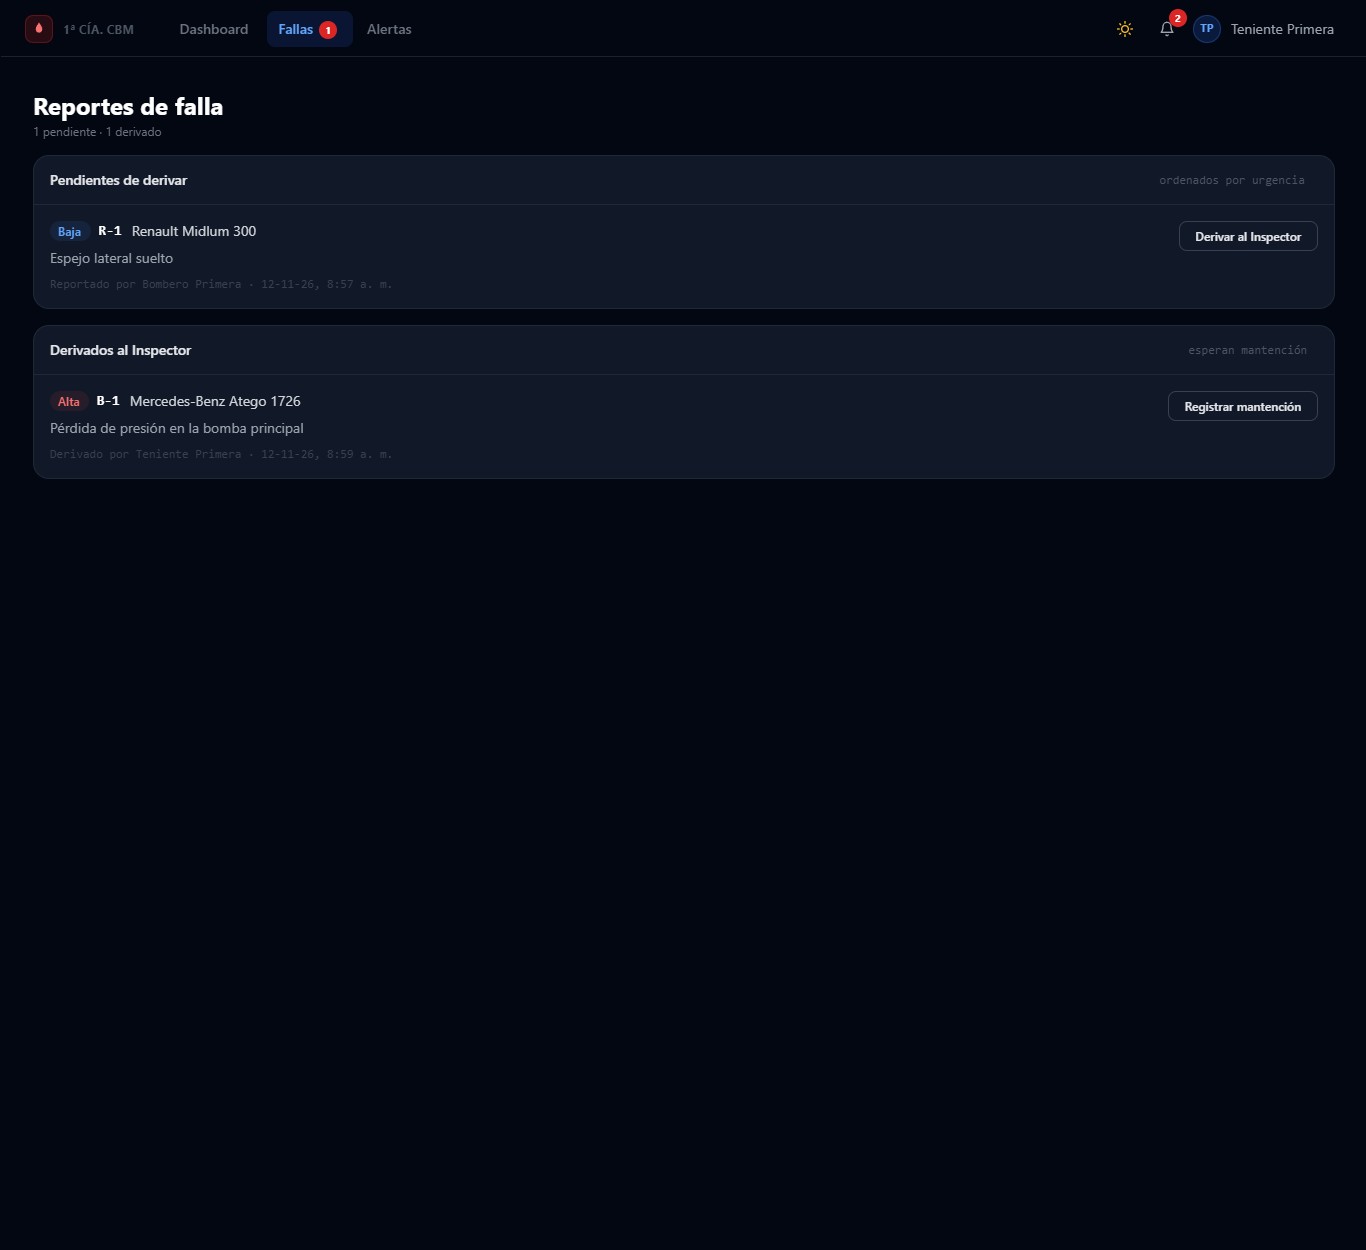 1ª CÍA. CBM
Dashboard
Fallas 1
Alertas
2
TP
Teniente Primera
Reportes de falla
1 pendiente · 1 derivado
Pendientes de derivar
ordenados por urgencia
Baja R-1 Renault Midlum 300
Derivar al Inspector
Espejo lateral suelto
Reportado por Bombero Primera · 12-11-26, 8:57 a. m.
Derivados al Inspector
esperan mantención
Alta B-1 Mercedes-Benz Atego 1726
Registrar mantención
Pérdida de presión en la bomba principal
Derivado por Teniente Primera · 12-11-26, 8:59 a. m.